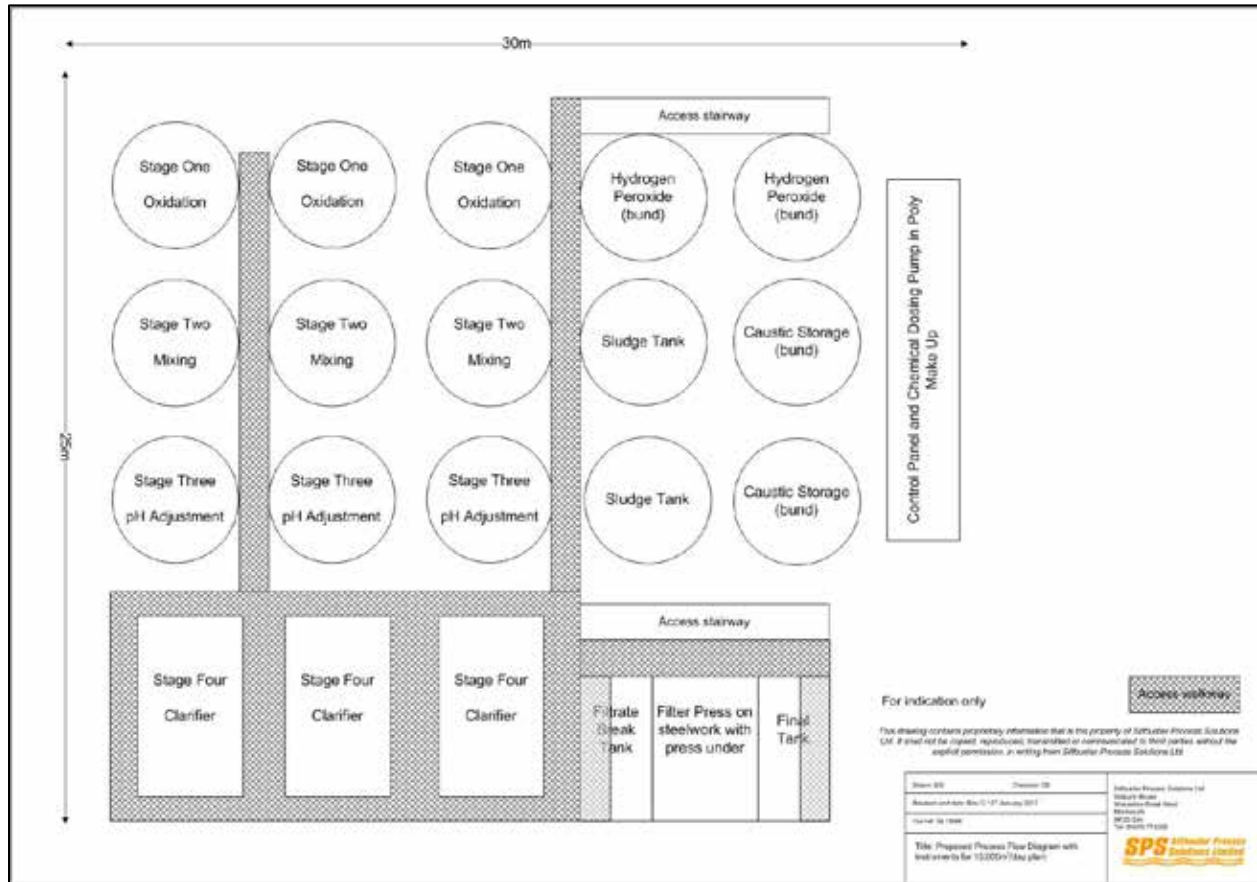 30m
25m
Access stairway
Stage One
Oxidation
Stage One
Oxidation
Stage One
Oxidation
Hydrogen
Peroxide
(bund)
Hydrogen
Peroxide
(bund)
Stage Two
Mixing
Stage Two
Mixing
Stage Two
Mixing
Sludge Tank
Caustic Storage
(bund)
Stage Three
pH Adjustment
Stage Three
pH Adjustment
Stage Three
pH Adjustment
Sludge Tank
Caustic Storage
(bund)
Control Panel and Chemical Dosing Pump in Poly
Make Up
Access stairway
Stage Four
Clarifier
Stage Four
Clarifier
Stage Four
Clarifier
Filtrate
Break
Tank
Filter Press on
steelwork with
press under
Final
Tank
For indication only
Access walkway
This drawing contains proprietary information that is the property of Siltbuster Process Solutions
Ltd. It shall not be copied, reproduced, transmitted or communicated to third parties without the
explicit permission, in writing from Siltbuster Process Solutions Ltd
Siltbuster Process Solutions Ltd
Title: Proposed Process Flow Diagram with
Instruments for 10,000m³/day plant
SPS Siltbuster Process
Solutions Limited